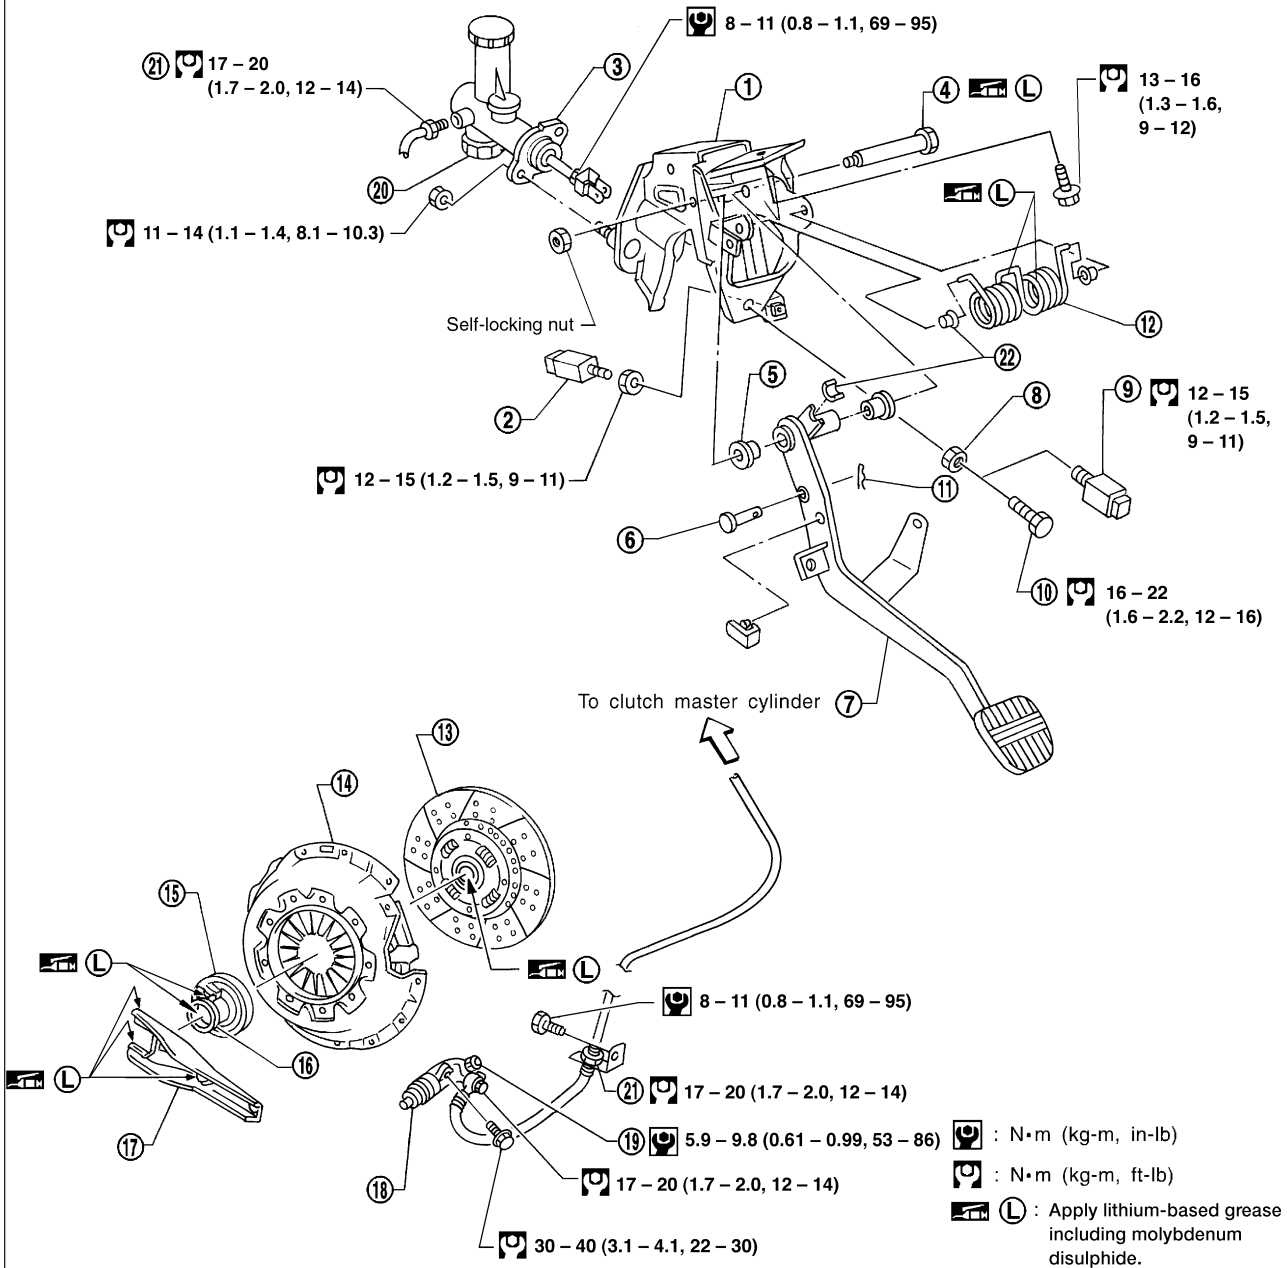 8 – 11 (0.8 – 1.1, 69 – 95)
21 17 – 20
(1.7 – 2.0, 12 – 14)
3
1
4 L
13 – 16
(1.3 – 1.6,
9 – 12)
20
L
11 – 14 (1.1 – 1.4, 8.1 – 10.3)
Self-locking nut
12
22
2
5
8
9 12 – 15
(1.2 – 1.5,
9 – 11)
12 – 15 (1.2 – 1.5, 9 – 11)
11
6
10 16 – 22
(1.6 – 2.2, 12 – 16)
To clutch master cylinder 7
13
14
15
L
L
8 – 11 (0.8 – 1.1, 69 – 95)
16
L
21 17 – 20 (1.7 – 2.0, 12 – 14)
17
19 5.9 – 9.8 (0.61 – 0.99, 53 – 86)
18
17 – 20 (1.7 – 2.0, 12 – 14)
30 – 40 (3.1 – 4.1, 22 – 30)
: N•m (kg-m, in-lb)
: N•m (kg-m, ft-lb)
L : Apply lithium-based grease
including molybdenum
disulphide.